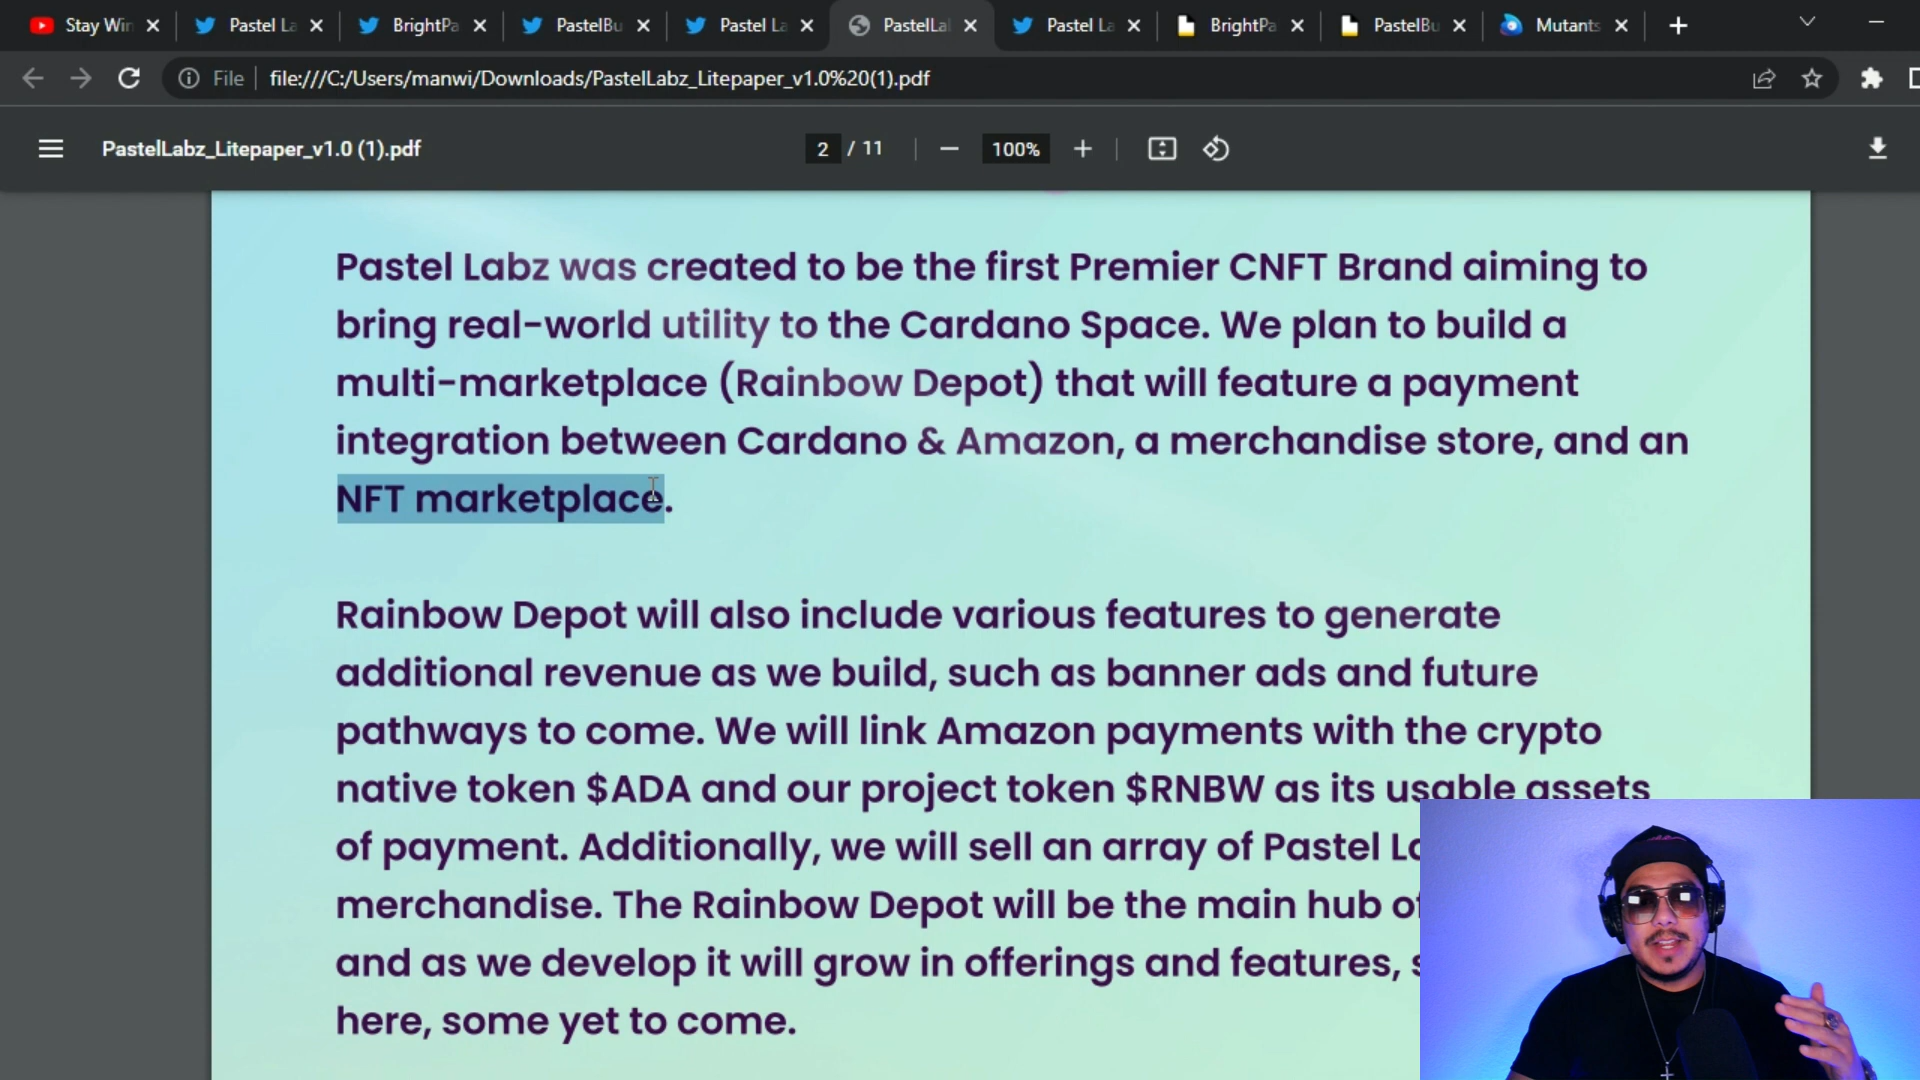 Stay Win
Pastel La
BrightPa
PastelBu
Pastel La
PastelLa
Pastel La
BrightPa
PastelBu
Mutants
File
file:///C:/Users/manwi/Downloads/PastelLabz_Litepaper_v1.0%20(1).pdf
PastelLabz_Litepaper_v1.0 (1).pdf
2 / 11
100%
Pastel Labz was created to be the first Premier CNFT Brand aiming to
bring real-world utility to the Cardano Space. We plan to build a
multi-marketplace (Rainbow Depot) that will feature a payment
integration between Cardano & Amazon, a merchandise store, and an
NFT marketplace.
Rainbow Depot will also include various features to generate
additional revenue as we build, such as banner ads and future
pathways to come. We will link Amazon payments with the crypto
native token $ADA and our project token $RNBW as its usable assets
of payment. Additionally, we will sell an array of Pastel La
merchandise. The Rainbow Depot will be the main hub of
and as we develop it will grow in offerings and features, s
here, some yet to come.